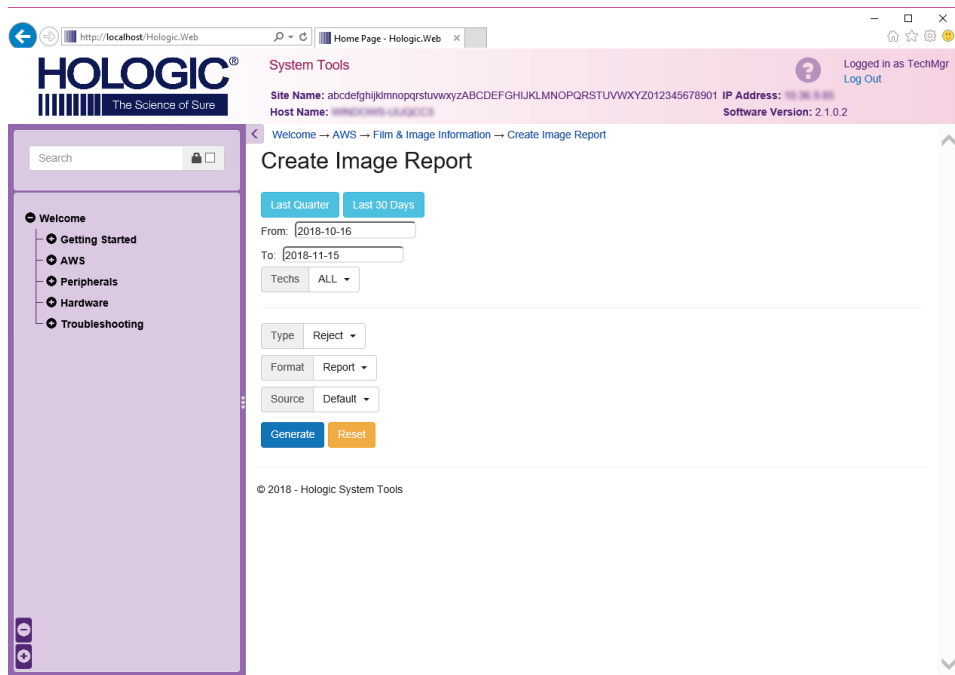 http://localhost/Hologic.Web
Home Page - Hologic.Web
HOLOGIC®
The Science of Sure
System Tools
?
Logged in as TechMgr
Log Out
Site Name: abcdefghijklmnopqrstuvwxyzABCDEFGHIJKLMNOPQRSTUVWXYZ012345678901 IP Address:
Host Name:
Software Version: 2.1.0.2
Search
Welcome
Getting Started
AWS
Peripherals
Hardware
Troubleshooting
Welcome → AWS → Film & Image Information → Create Image Report
Create Image Report
Last Quarter Last 30 Days
From: 2018-10-16
To: 2018-11-15
Techs ALL
Type Reject
Format Report
Source Default
Generate Reset
© 2018 - Hologic System Tools